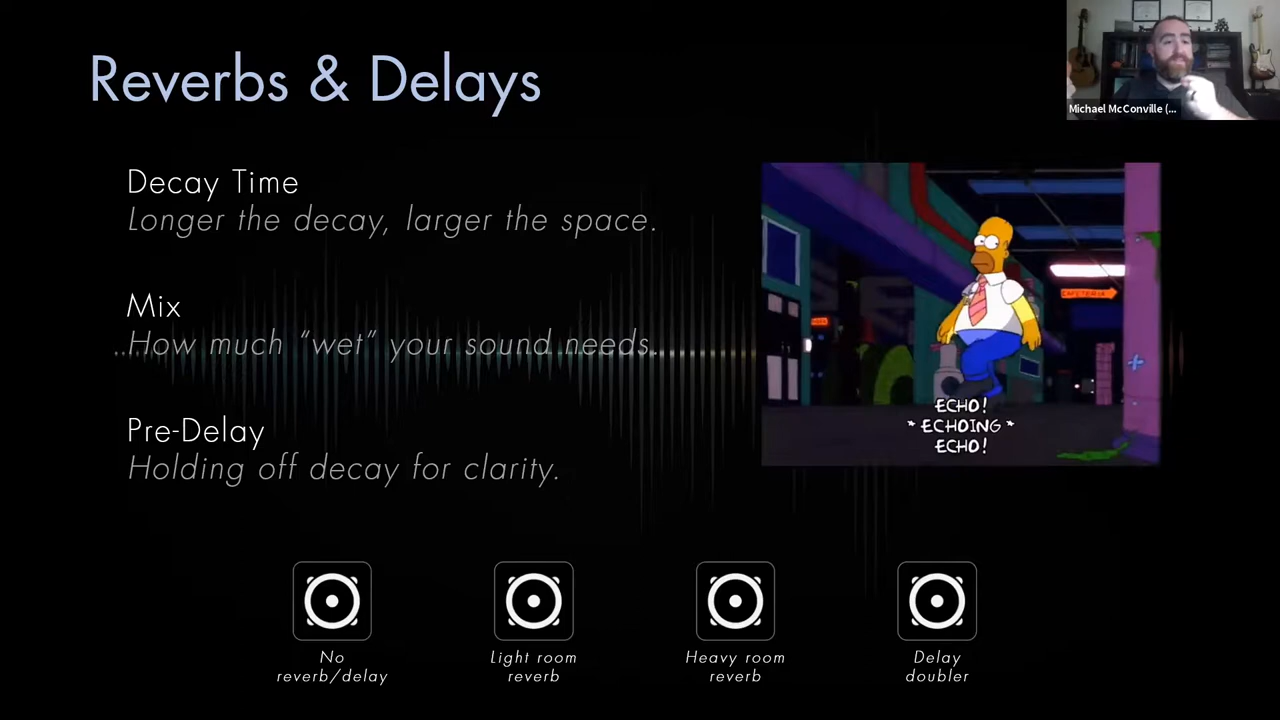 Reverbs & Delays
Michael McConville (...
Decay Time
Longer the decay, larger the space.
Mix
How much “wet” your sound needs.
Pre-Delay
Holding off decay for clarity.
CAFETERIA
ECHO!
* ECHOING *
ECHO!
No
reverb/delay
Light room
reverb
Heavy room
reverb
Delay
doubler